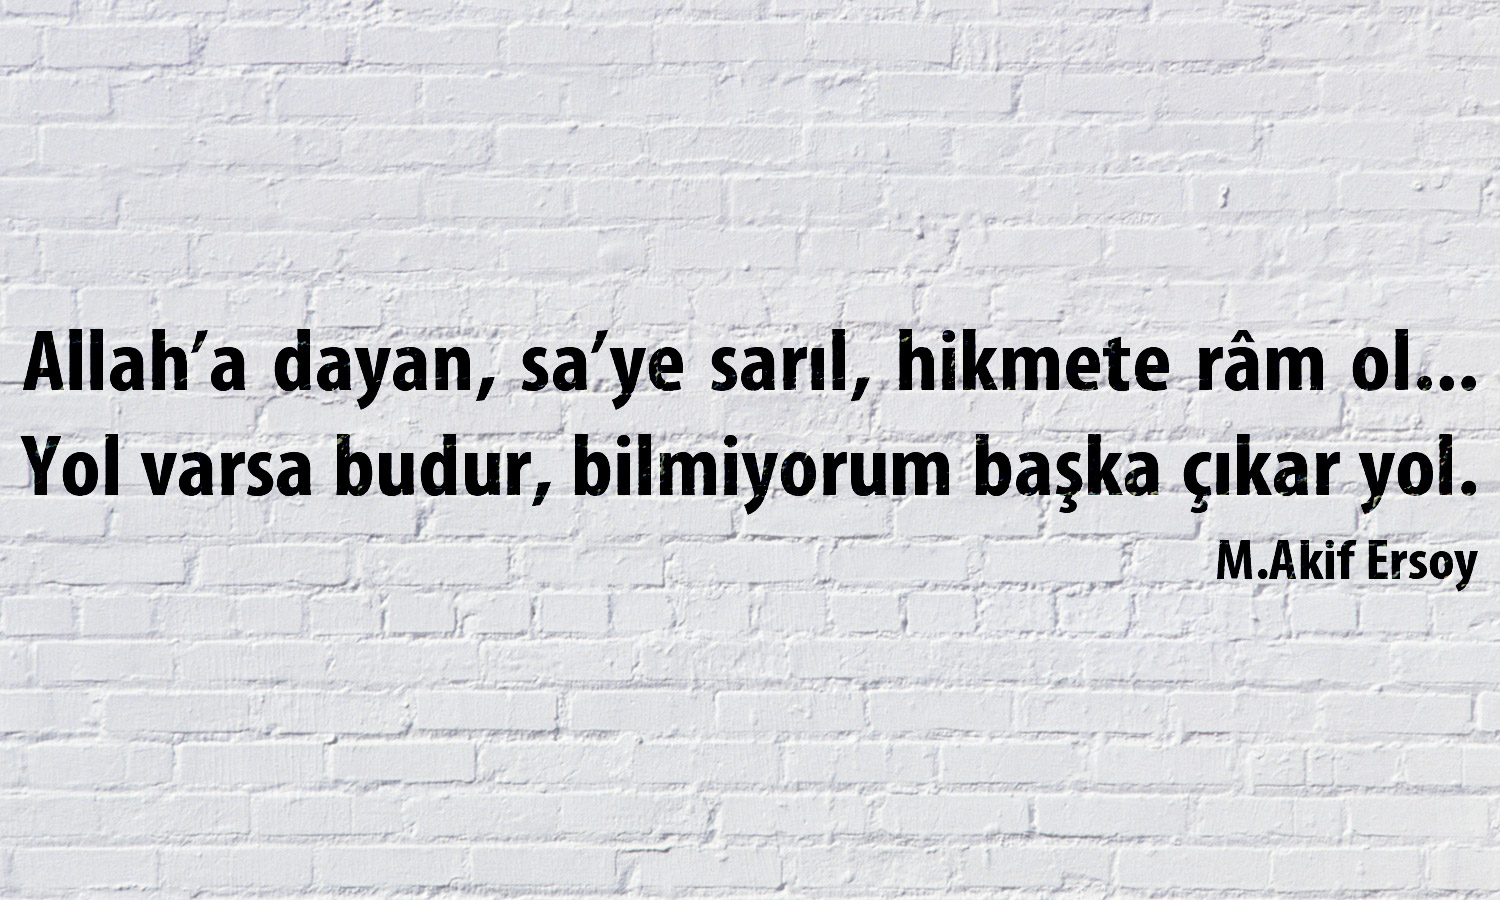 Allah’a dayan, sa’ye sarıl, hikmete râm ol...
Yol varsa budur, bilmiyorum başka çıkar yol.
M.Akif Ersoy